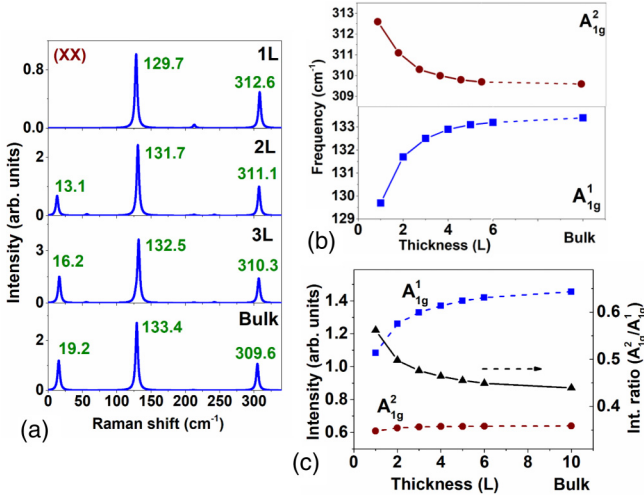 (XX)
1L
0.8
0.0
129.7
312.6
2L
2
0
13.1
131.7
311.1
3L
3
0
16.2
132.5
310.3
Bulk
2
0
19.2
133.4
309.6
0 50 100 150 200 250 300
Raman shift (cm-1)
Intensity (arb. units)
(a)
313
312
311
310
309
A²1g
133
132
131
130
129
A¹1g
Frequency (cm-1)
0 2 4 6 8 Bulk
Thickness (L)
(b)
1.4
1.2
1.0
0.8
0.6
Intensity (arb. units)
A¹1g
A²1g
0.6
0.5
0.4
Int. ratio (A²1g/A¹1g)
0 2 4 6 8 10
Thickness (L) Bulk
(c)